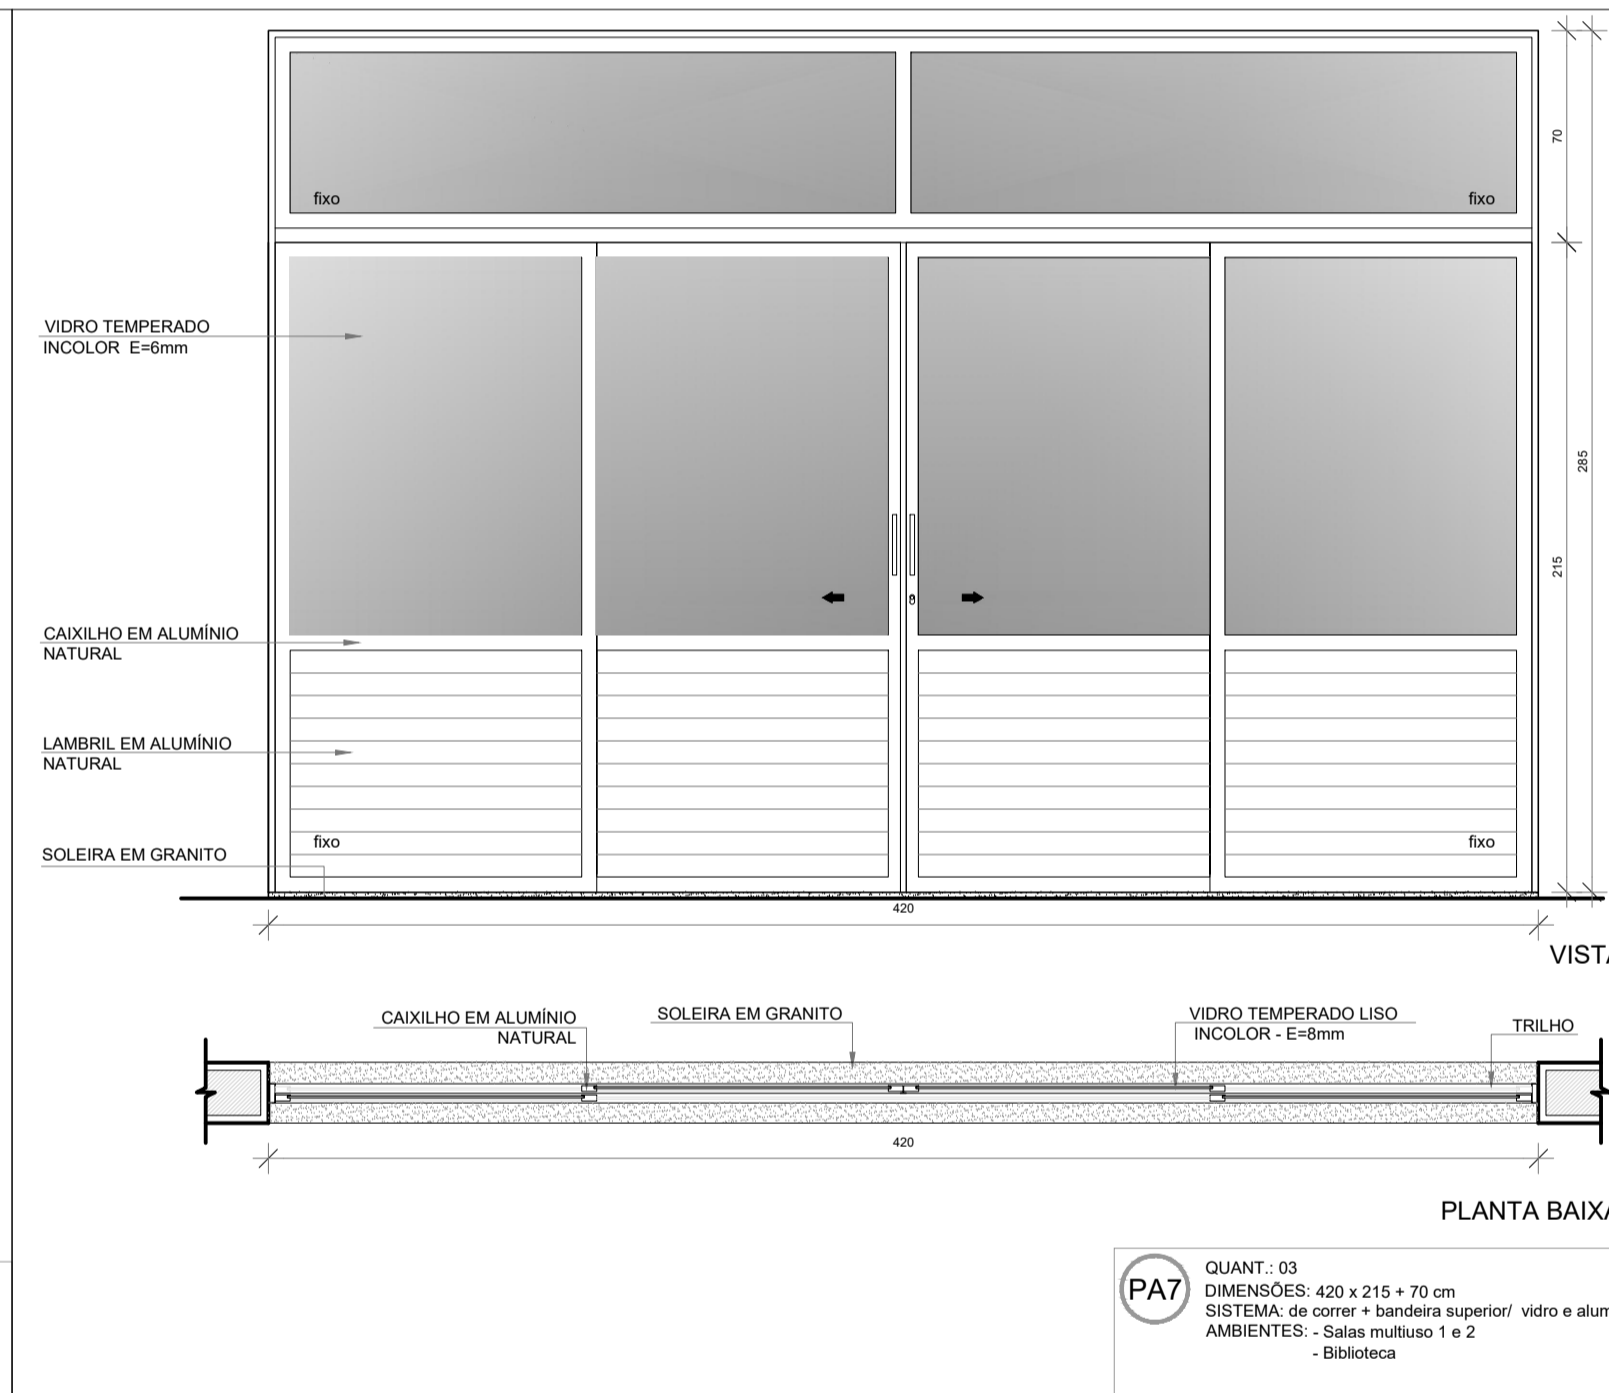 fixo
fixo
70
VIDRO TEMPERADO
INCOLOR E=6mm
285
215
CAIXILHO EM ALUMÍNIO
NATURAL
LAMBRIL EM ALUMÍNIO
NATURAL
fixo
fixo
SOLEIRA EM GRANITO
420
VISTA
CAIXILHO EM ALUMÍNIO
NATURAL
SOLEIRA EM GRANITO
VIDRO TEMPERADO LISO
INCOLOR - E=8mm
TRILHO
420
PLANTA BAIXA
PA7
QUANT.: 03
DIMENSÕES: 420 x 215 + 70 cm
SISTEMA: de correr + bandeira superior/ vidro e alum
AMBIENTES: - Salas multiuso 1 e 2
- Biblioteca